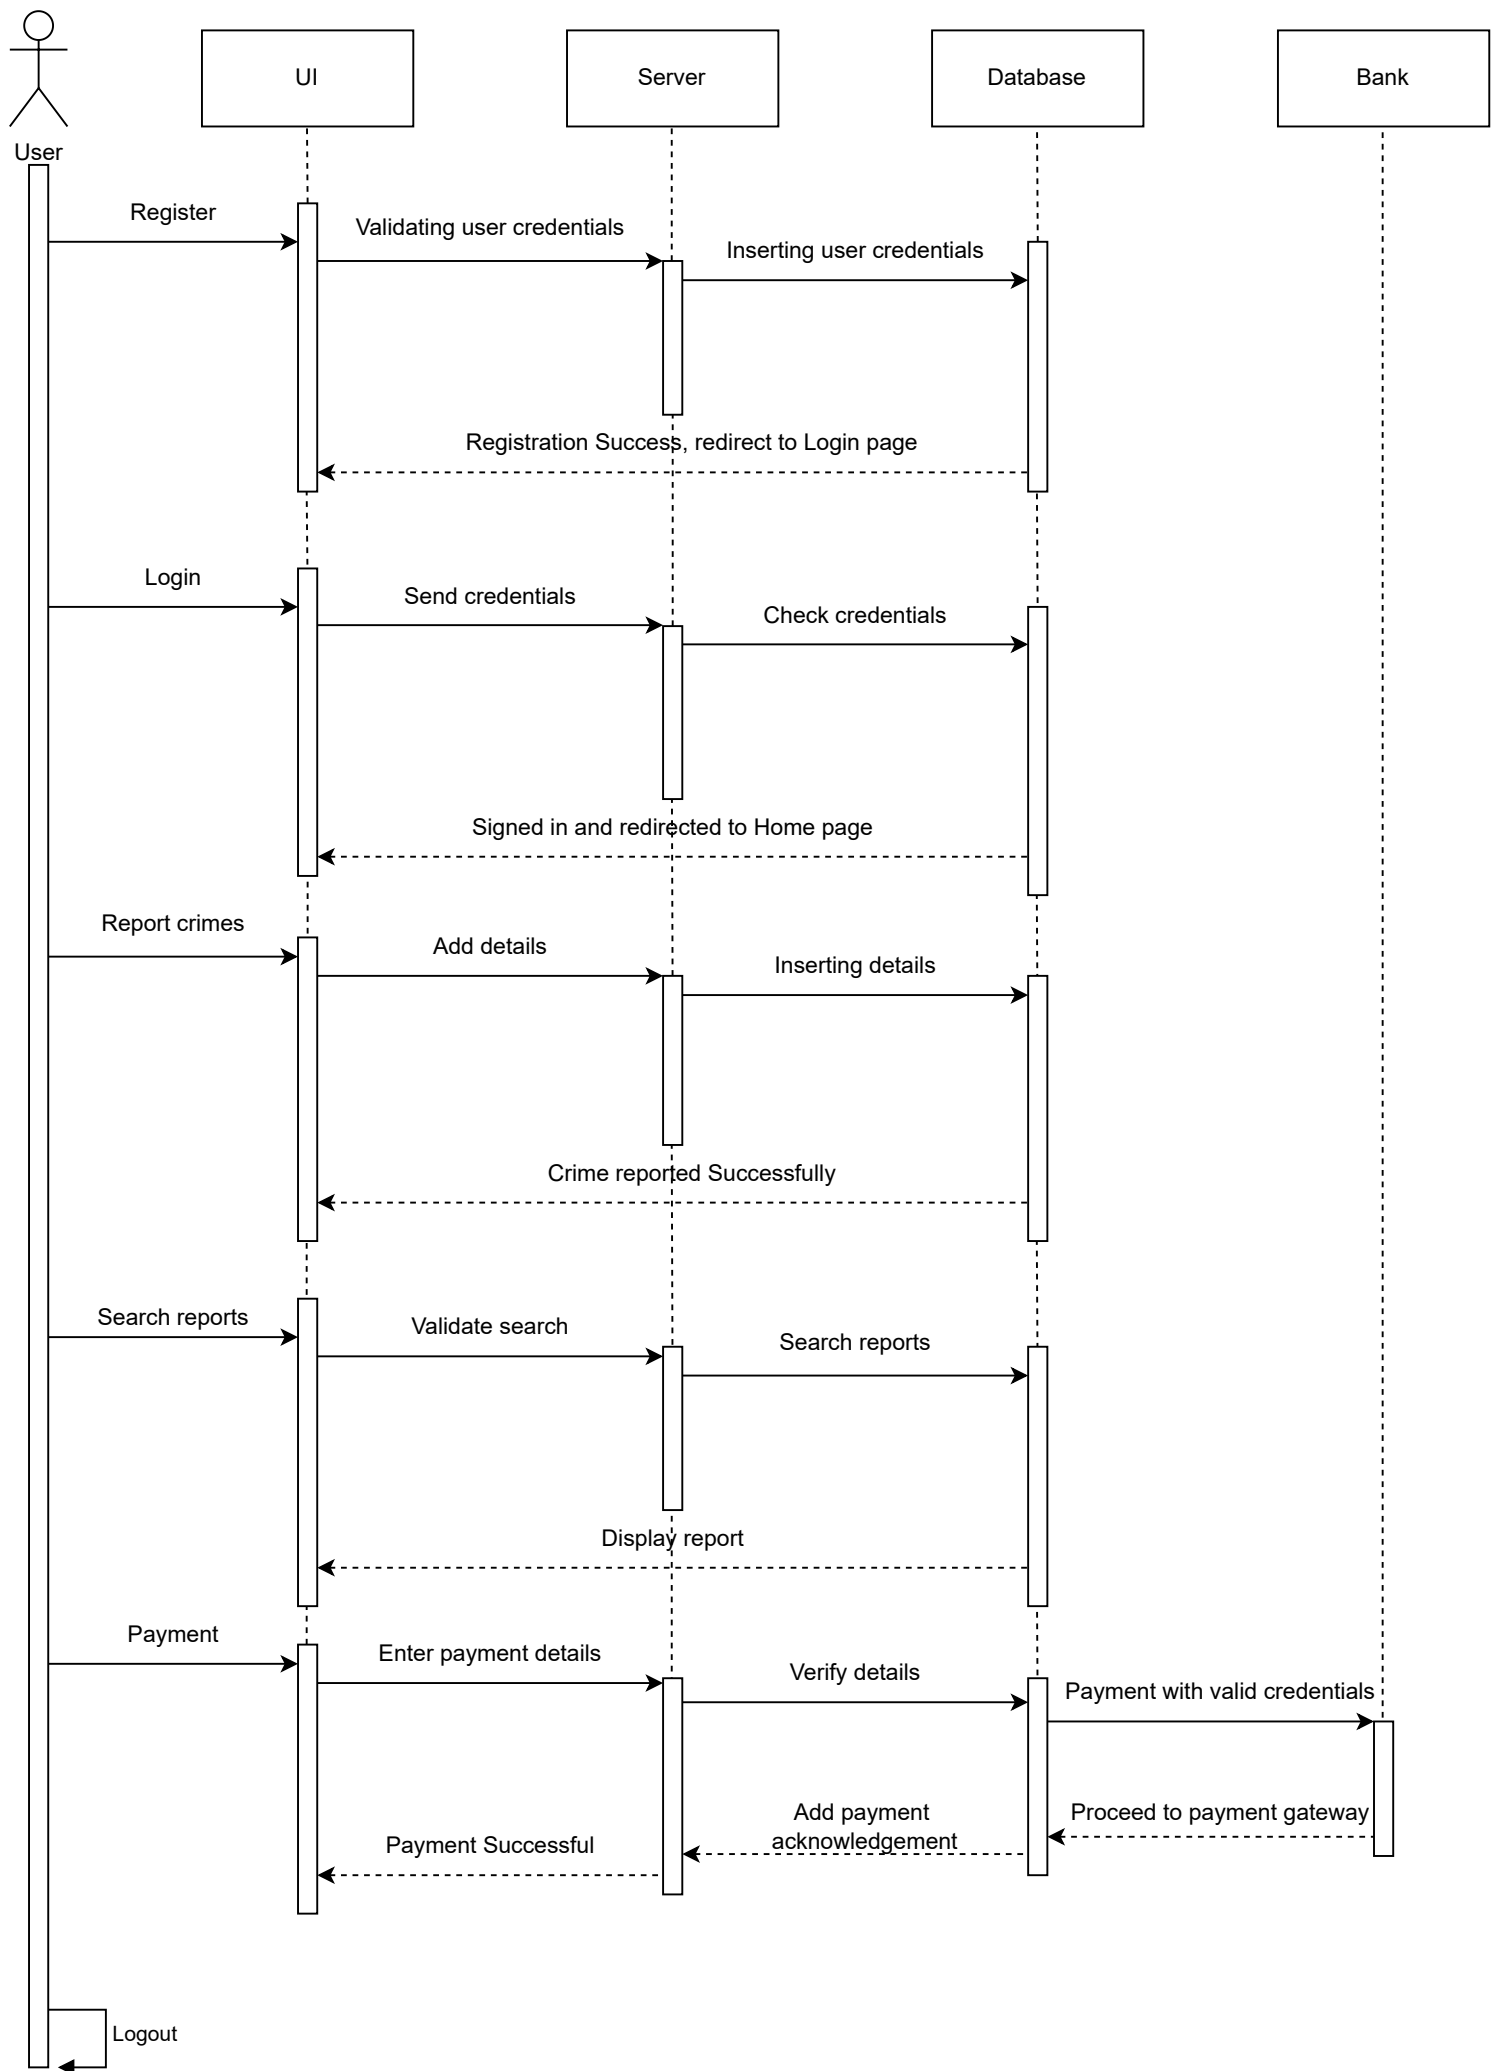 UI
Server
Database
Bank
User
Register
Validating user credentials
Inserting user credentials
Registration Success, redirect to Login page
Login
Send credentials
Check credentials
Signed in and redirected to Home page
Report crimes
Add details
Inserting details
Crime reported Successfully
Search reports
Validate search
Search reports
Display report
Payment
Enter payment details
Verify details
Payment with valid credentials
Proceed to payment gateway
Add payment
acknowledgement
Payment Successful
Logout